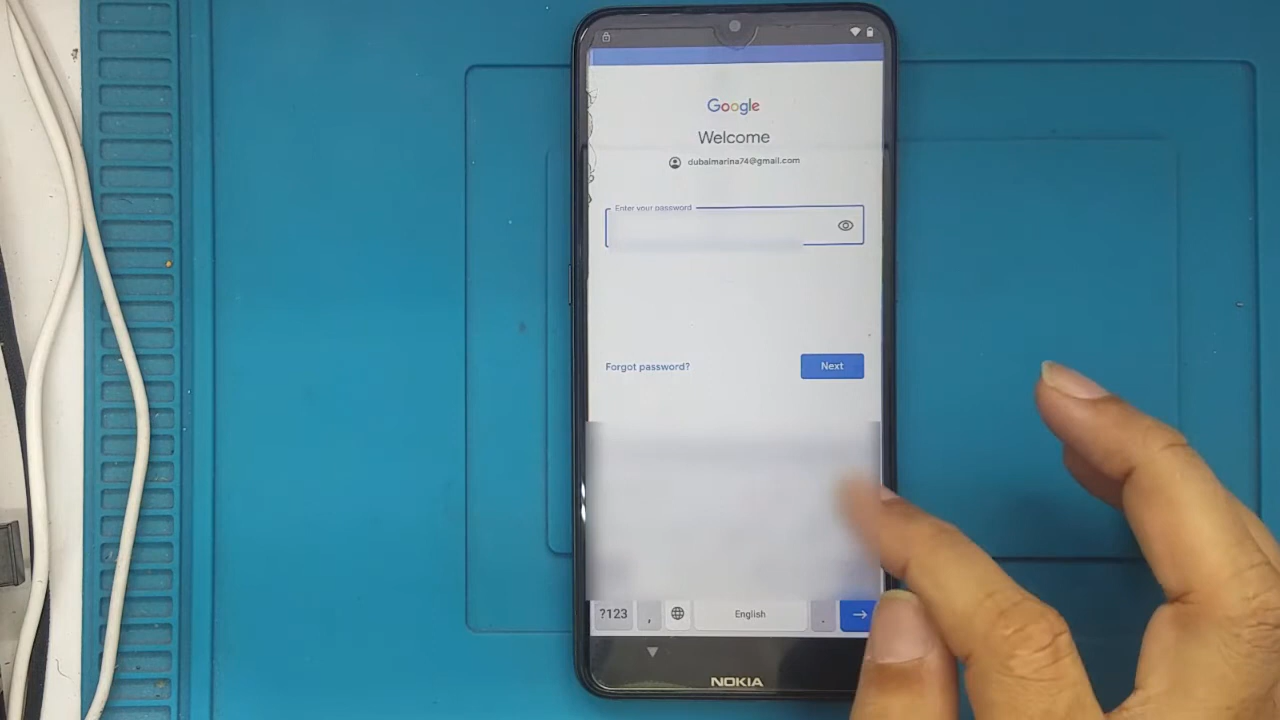 Google
Welcome
dubaimarina74@gmail.com
Enter your password
Forgot password?
Next
?123
,
English
.
NOKIA